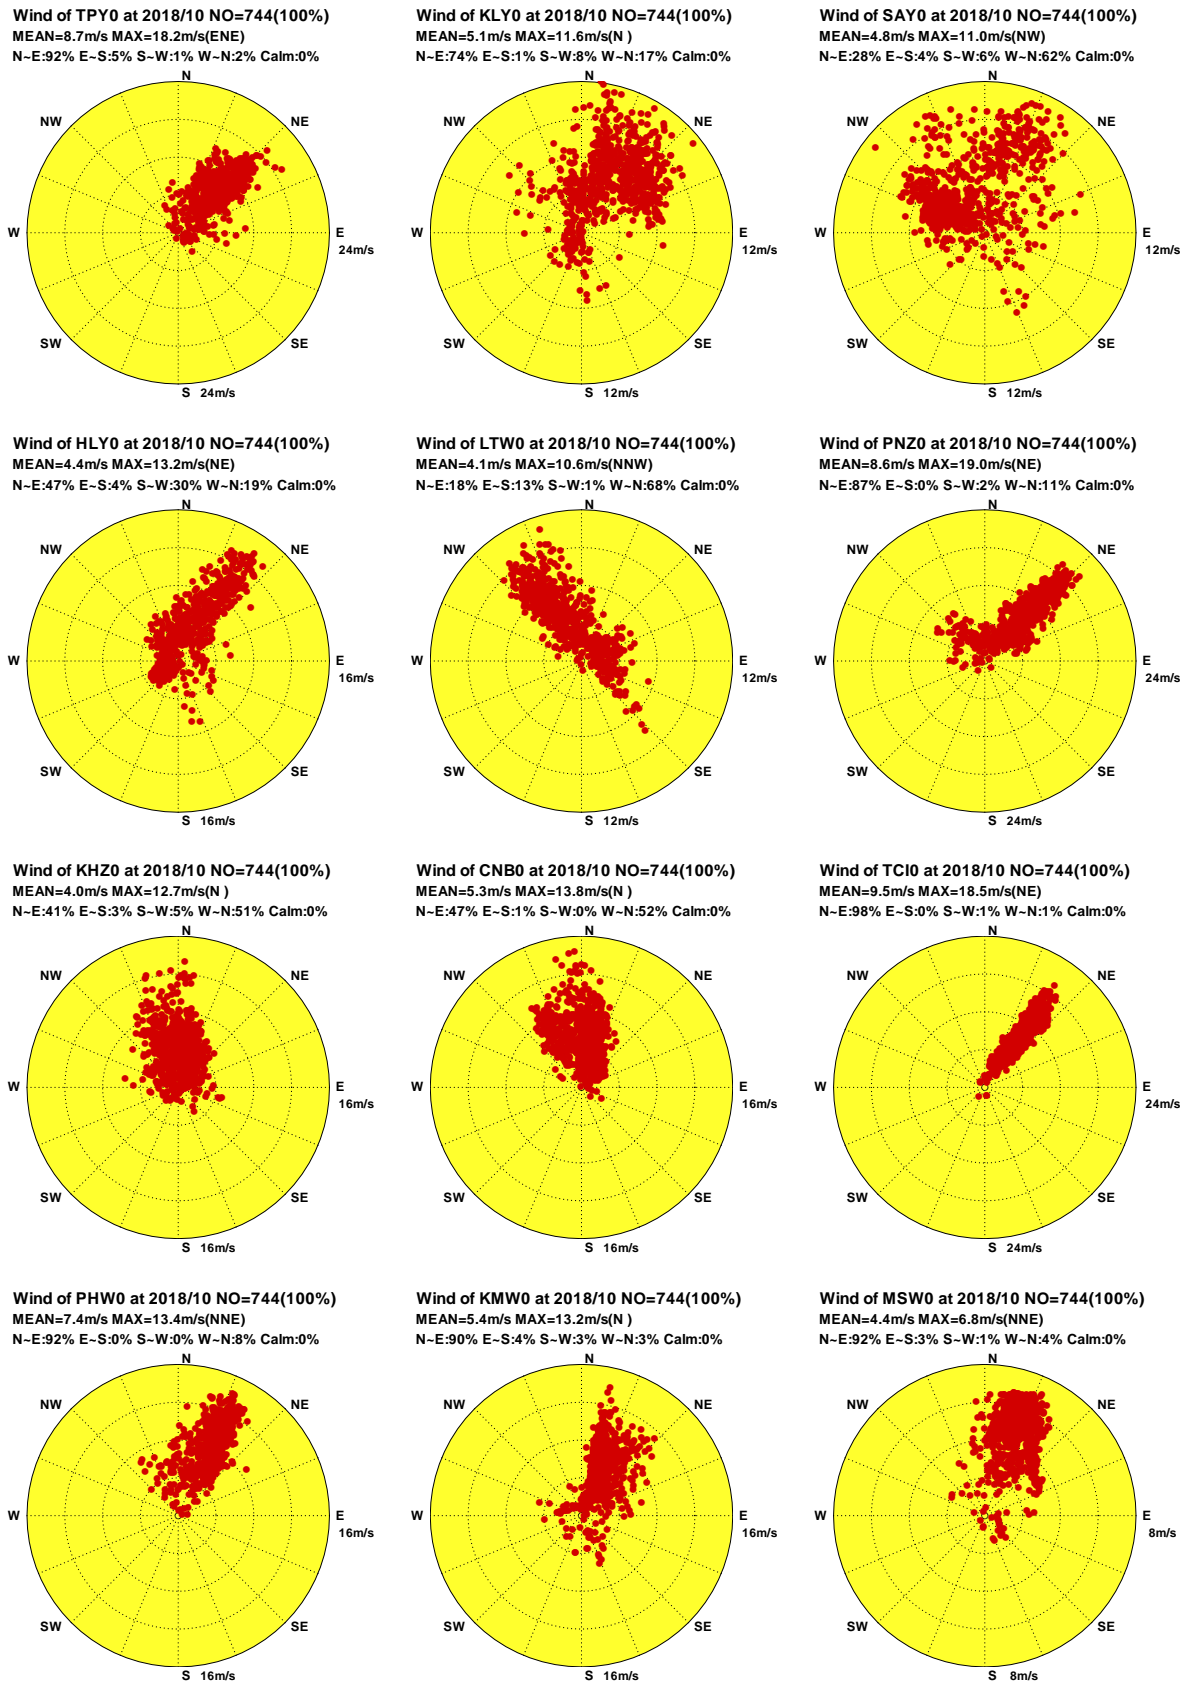 Wind of TPY0 at 2018/10 NO=744(100%)
MEAN=8.7m/s MAX=18.2m/s(ENE)
N~E:92% E~S:5% S~W:1% W~N:2% Calm:0%
N
NW
NE
W
E
24m/s
SW
SE
S 24m/s
Wind of KLY0 at 2018/10 NO=744(100%)
MEAN=5.1m/s MAX=11.6m/s(N )
N~E:74% E~S:1% S~W:8% W~N:17% Calm:0%
N
NW
NE
W
E
12m/s
SW
SE
S 12m/s
Wind of SAY0 at 2018/10 NO=744(100%)
MEAN=4.8m/s MAX=11.0m/s(NW)
N~E:28% E~S:4% S~W:6% W~N:62% Calm:0%
N
NW
NE
W
E
12m/s
SW
SE
S 12m/s
Wind of HLY0 at 2018/10 NO=744(100%)
MEAN=4.4m/s MAX=13.2m/s(NE)
N~E:47% E~S:4% S~W:30% W~N:19% Calm:0%
N
NW
NE
W
E
16m/s
SW
SE
S 16m/s
Wind of LTW0 at 2018/10 NO=744(100%)
MEAN=4.1m/s MAX=10.6m/s(NNW)
N~E:18% E~S:13% S~W:1% W~N:68% Calm:0%
N
NW
NE
W
E
12m/s
SW
SE
S 12m/s
Wind of PNZ0 at 2018/10 NO=744(100%)
MEAN=8.6m/s MAX=19.0m/s(NE)
N~E:87% E~S:0% S~W:2% W~N:11% Calm:0%
N
NW
NE
W
E
24m/s
SW
SE
S 24m/s
Wind of KHZ0 at 2018/10 NO=744(100%)
MEAN=4.0m/s MAX=12.7m/s(N )
N~E:41% E~S:3% S~W:5% W~N:51% Calm:0%
N
NW
NE
W
E
16m/s
SW
SE
S 16m/s
Wind of CNB0 at 2018/10 NO=744(100%)
MEAN=5.3m/s MAX=13.8m/s(N )
N~E:47% E~S:1% S~W:0% W~N:52% Calm:0%
N
NW
NE
W
E
16m/s
SW
SE
S 16m/s
Wind of TCI0 at 2018/10 NO=744(100%)
MEAN=9.5m/s MAX=18.5m/s(NE)
N~E:98% E~S:0% S~W:1% W~N:1% Calm:0%
N
NW
NE
W
E
24m/s
SW
SE
S 24m/s
Wind of PHW0 at 2018/10 NO=744(100%)
MEAN=7.4m/s MAX=13.4m/s(NNE)
N~E:92% E~S:0% S~W:0% W~N:8% Calm:0%
N
NW
NE
W
E
16m/s
SW
SE
S 16m/s
Wind of KMW0 at 2018/10 NO=744(100%)
MEAN=5.4m/s MAX=13.2m/s(N )
N~E:90% E~S:4% S~W:3% W~N:3% Calm:0%
N
NW
NE
W
E
16m/s
SW
SE
S 16m/s
Wind of MSW0 at 2018/10 NO=744(100%)
MEAN=4.4m/s MAX=6.8m/s(NNE)
N~E:92% E~S:3% S~W:1% W~N:4% Calm:0%
N
NW
NE
W
E
8m/s
SW
SE
S 8m/s